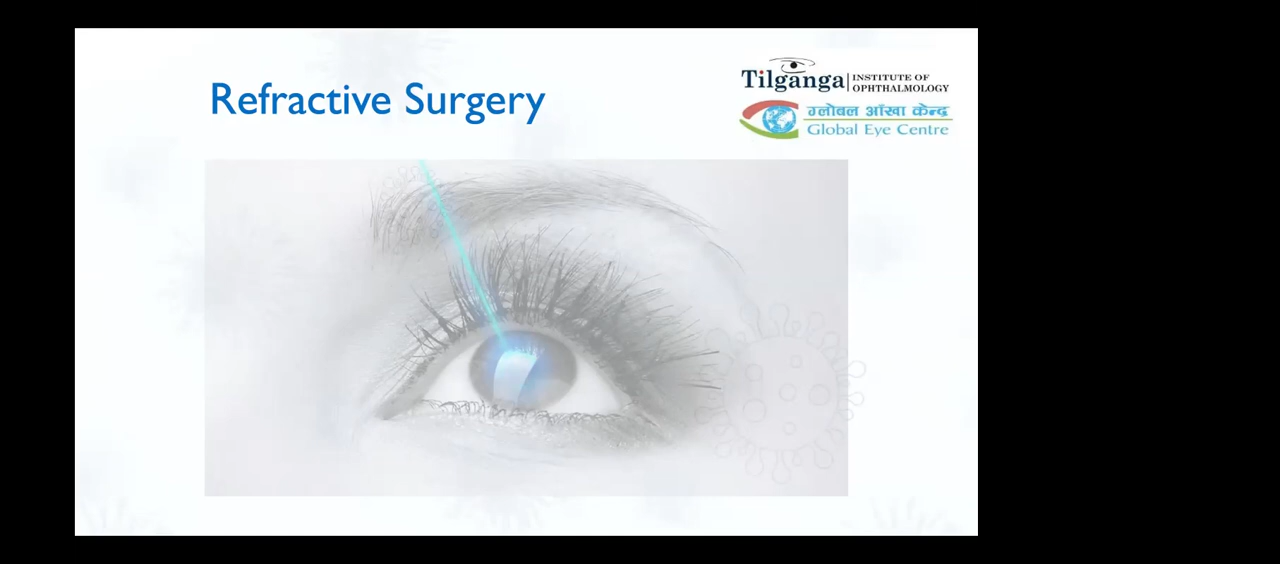 Refractive Surgery
Tilganga INSTITUTE OF
OPHTHALMOLOGY
ग्लोबल आँखा केन्द्र
Global Eye Centre